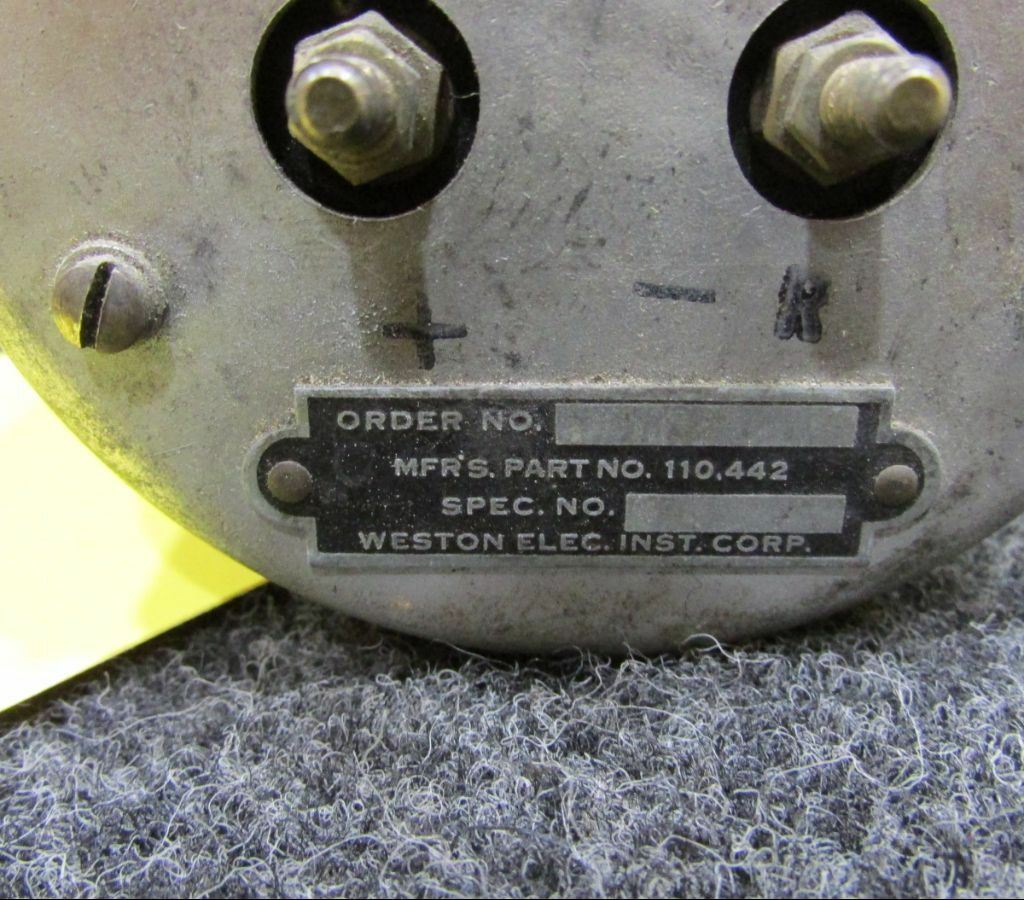 + − R
ORDER NO.
MFR'S. PART NO. 110,442
SPEC. NO.
WESTON ELEC. INST. CORP.